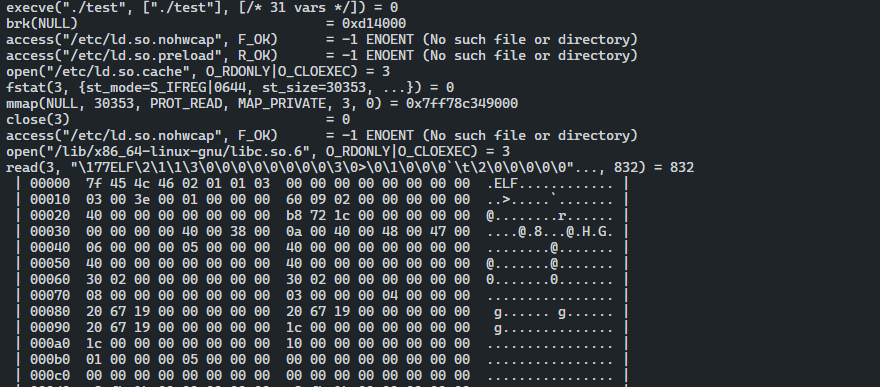 execve("./test", ["./test"], [/* 31 vars */]) = 0
brk(NULL)                               = 0xd14000
access("/etc/ld.so.nohwcap", F_OK)      = -1 ENOENT (No such file or directory)
access("/etc/ld.so.preload", R_OK)      = -1 ENOENT (No such file or directory)
open("/etc/ld.so.cache", O_RDONLY|O_CLOEXEC) = 3
fstat(3, {st_mode=S_IFREG|0644, st_size=30353, ...}) = 0
mmap(NULL, 30353, PROT_READ, MAP_PRIVATE, 3, 0) = 0x7ff78c349000
close(3)                                = 0
access("/etc/ld.so.nohwcap", F_OK)      = -1 ENOENT (No such file or directory)
open("/lib/x86_64-linux-gnu/libc.so.6", O_RDONLY|O_CLOEXEC) = 3
read(3, "\177ELF\2\1\1\3\0\0\0\0\0\0\0\0\3\0>\0\1\0\0\0`\t\2\0\0\0\0\0"..., 832) = 832
 | 00000  7f 45 4c 46 02 01 01 03  00 00 00 00 00 00 00 00  .ELF............ |
 | 00010  03 00 3e 00 01 00 00 00  60 09 02 00 00 00 00 00  ..>.....`....... |
 | 00020  40 00 00 00 00 00 00 00  b8 72 1c 00 00 00 00 00  @........r...... |
 | 00030  00 00 00 00 40 00 38 00  0a 00 40 00 48 00 47 00  ....@.8...@.H.G. |
 | 00040  06 00 00 00 05 00 00 00  40 00 00 00 00 00 00 00  ........@....... |
 | 00050  40 00 00 00 00 00 00 00  40 00 00 00 00 00 00 00  @.......@....... |
 | 00060  30 02 00 00 00 00 00 00  30 02 00 00 00 00 00 00  0.......0....... |
 | 00070  08 00 00 00 00 00 00 00  03 00 00 00 04 00 00 00  ................ |
 | 00080  20 67 19 00 00 00 00 00  20 67 19 00 00 00 00 00   g...... g...... |
 | 00090  20 67 19 00 00 00 00 00  1c 00 00 00 00 00 00 00   g.............. |
 | 000a0  1c 00 00 00 00 00 00 00  10 00 00 00 00 00 00 00  ................ |
 | 000b0  01 00 00 00 05 00 00 00  00 00 00 00 00 00 00 00  ................ |
 | 000c0  00 00 00 00 00 00 00 00  00 00 00 00 00 00 00 00  ................ |